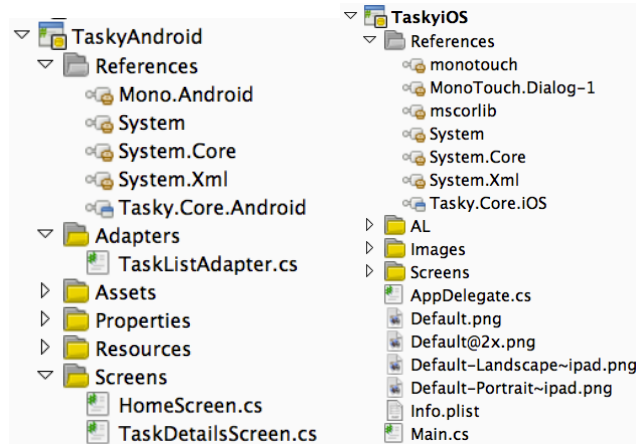 TaskyAndroid
References
Mono.Android
System
System.Core
System.Xml
Tasky.Core.Android
Adapters
TaskListAdapter.cs
Assets
Properties
Resources
Screens
HomeScreen.cs
TaskDetailsScreen.cs
TaskyiOS
References
monotouch
MonoTouch.Dialog-1
mscorlib
System
System.Core
System.Xml
Tasky.Core.iOS
AL
Images
Screens
AppDelegate.cs
Default.png
Default@2x.png
Default-Landscape~ipad.png
Default-Portrait~ipad.png
Info.plist
Main.cs